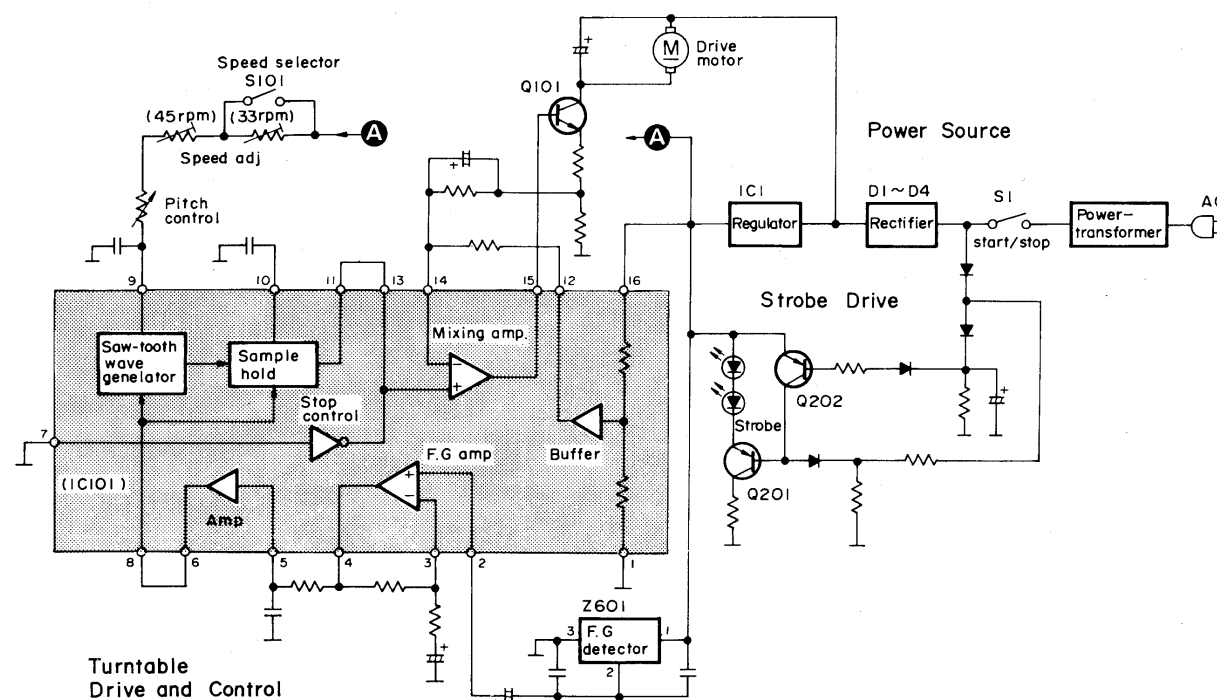 Speed selector
S101
(45rpm)
(33rpm)
A
Speed adj
Pitch
control
Q101
M
Drive
motor
A
Power Source
IC1
Regulator
D1~D4
Rectifier
S1
start/stop
Power-
transformer
9
10
11
13
14
15
12
16
Saw-tooth
wave
genelator
Sample
hold
Mixing amp.
Stop
control
7
F.G amp
Buffer
(IC101)
Amp
8
6
5
4
3
2
1
Strobe Drive
Q202
Strobe
Q201
Z601
3
F.G
detector
1
2
Turntable
Drive and Control